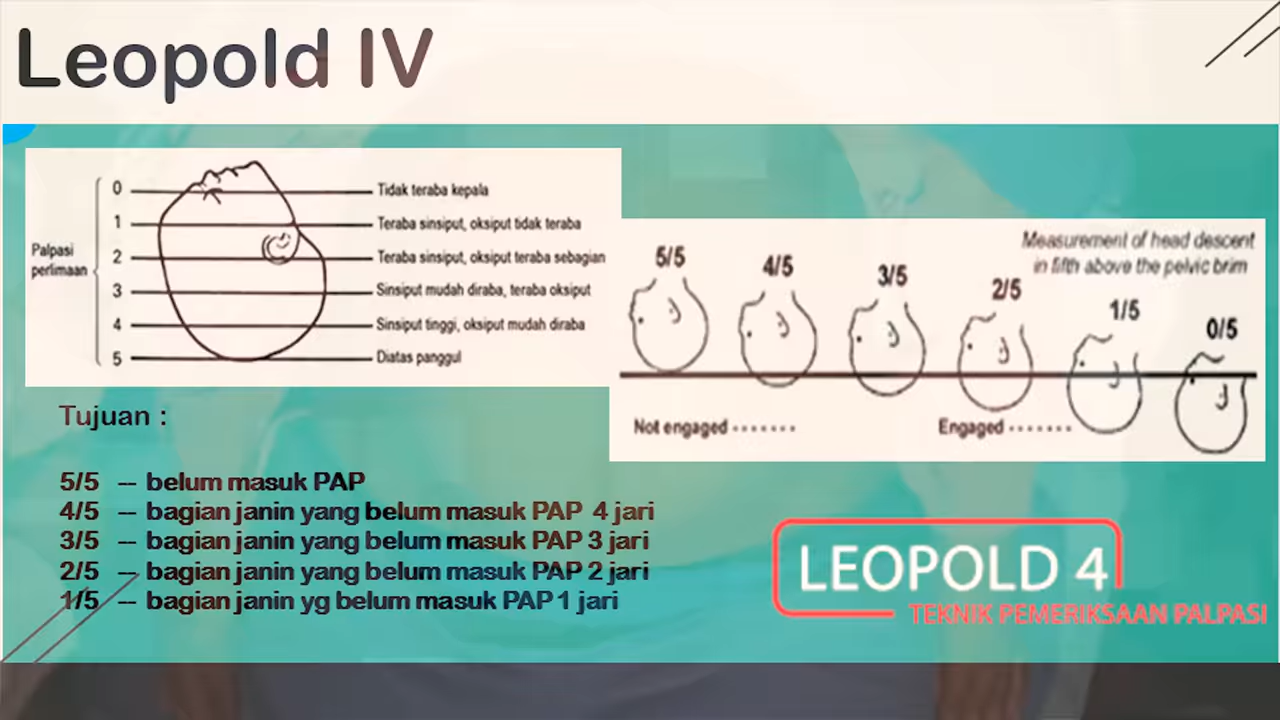 Leopold IV
Palpasi
perlimaan
0 Tidak teraba kepala
1 Teraba sinsiput, oksiput tidak teraba
2 Teraba sinsiput, oksiput teraba sebagian
3 Sinsiput mudah diraba, teraba oksiput
4 Sinsiput tinggi, oksiput mudah diraba
5 Diatas panggul
Measurement of head descent
in fifth above the pelvic brim
5/5 4/5 3/5 2/5 1/5 0/5
Not engaged ....... Engaged .......
Tujuan :
5/5 -- belum masuk PAP
4/5 -- bagian janin yang belum masuk PAP 4 jari
3/5 -- bagian janin yang belum masuk PAP 3 jari
2/5 -- bagian janin yang belum masuk PAP 2 jari
1/5 -- bagian janin yg belum masuk PAP 1 jari
LEOPOLD 4
TEKNIK PEMERIKSAAN PALPASI